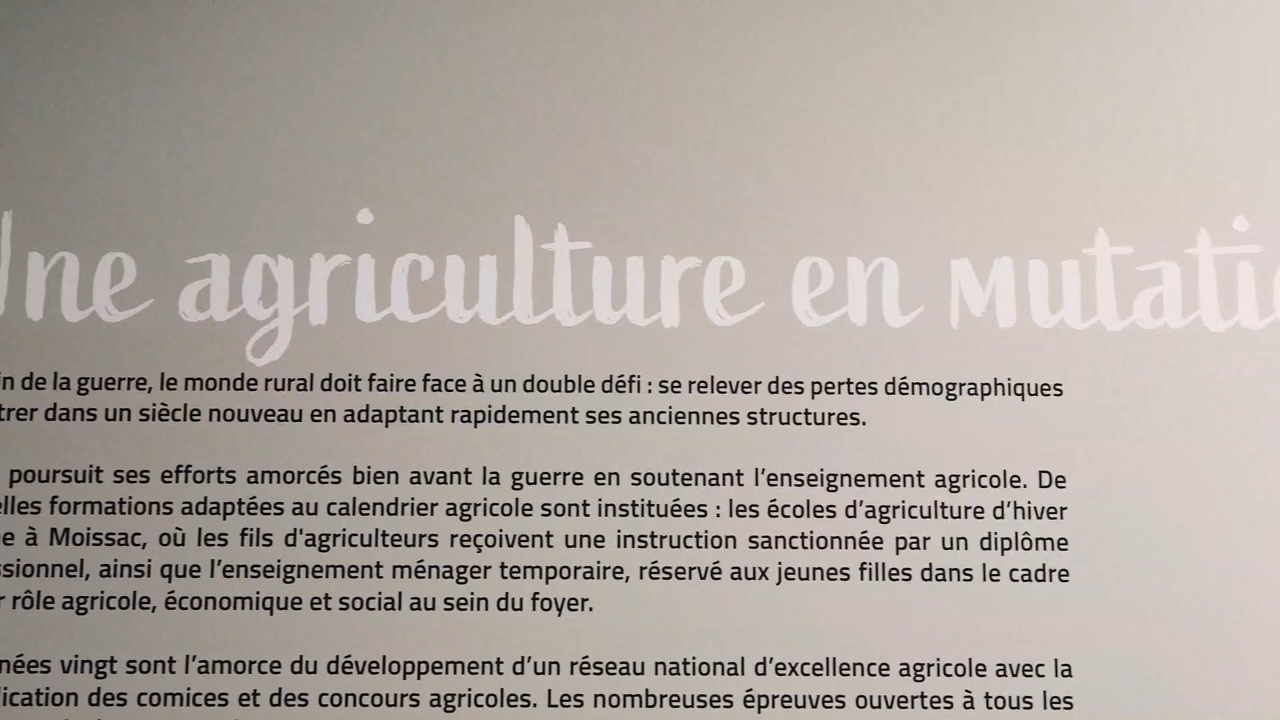 Une agriculture en mutati
in de la guerre, le monde rural doit faire face à un double défi : se relever des pertes démographiques
trer dans un siècle nouveau en adaptant rapidement ses anciennes structures.
poursuit ses efforts amorcés bien avant la guerre en soutenant l’enseignement agricole. De
elles formations adaptées au calendrier agricole sont instituées : les écoles d’agriculture d’hiver
e à Moissac, où les fils d'agriculteurs reçoivent une instruction sanctionnée par un diplôme
ssionnel, ainsi que l’enseignement ménager temporaire, réservé aux jeunes filles dans le cadre
r rôle agricole, économique et social au sein du foyer.
nées vingt sont l’amorce du développement d’un réseau national d’excellence agricole avec la
lication des comices et des concours agricoles. Les nombreuses épreuves ouvertes à tous les